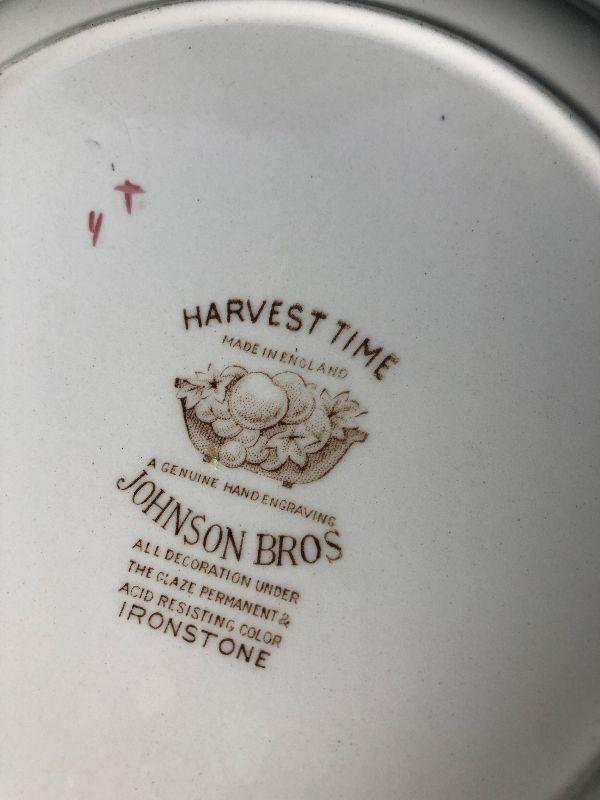 T
y
HARVEST TIME
MADE IN ENGLAND
A GENUINE HAND ENGRAVING
JOHNSON BROS
ALL DECORATION UNDER
THE GLAZE PERMANENT &
ACID RESISTING COLOR
IRONSTONE